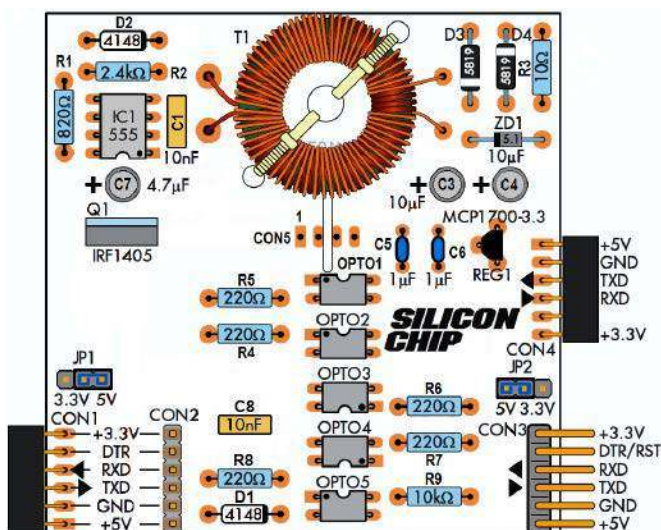 D2
4148
R1
2.4kΩ
R2
820Ω
IC1
555
C1
10nF
T1
D3
5819
D4
5819
R3
10Ω
ZD1
5.1
10µF
+
C7
4.7µF
10µF
+
C3
+
C4
Q1
IRF1405
1
CON5
C5
1µF
C6
1µF
MCP1700-3.3
REG1
+5V
GND
TXD
RXD
+3.3V
CON4
OPTO1
R5
220Ω
220Ω
R4
OPTO2
SILICON
CHIP
JP1
3.3V 5V
JP2
5V 3.3V
OPTO3
R6
220Ω
CON1
CON2
C8
10nF
CON3
+3.3V
DTR
RXD
TXD
GND
+5V
OPTO4
220Ω
R7
R8
220Ω
D1
4148
OPTO5
R9
10kΩ
+3.3V
DTR/RST
RXD
TXD
GND
+5V